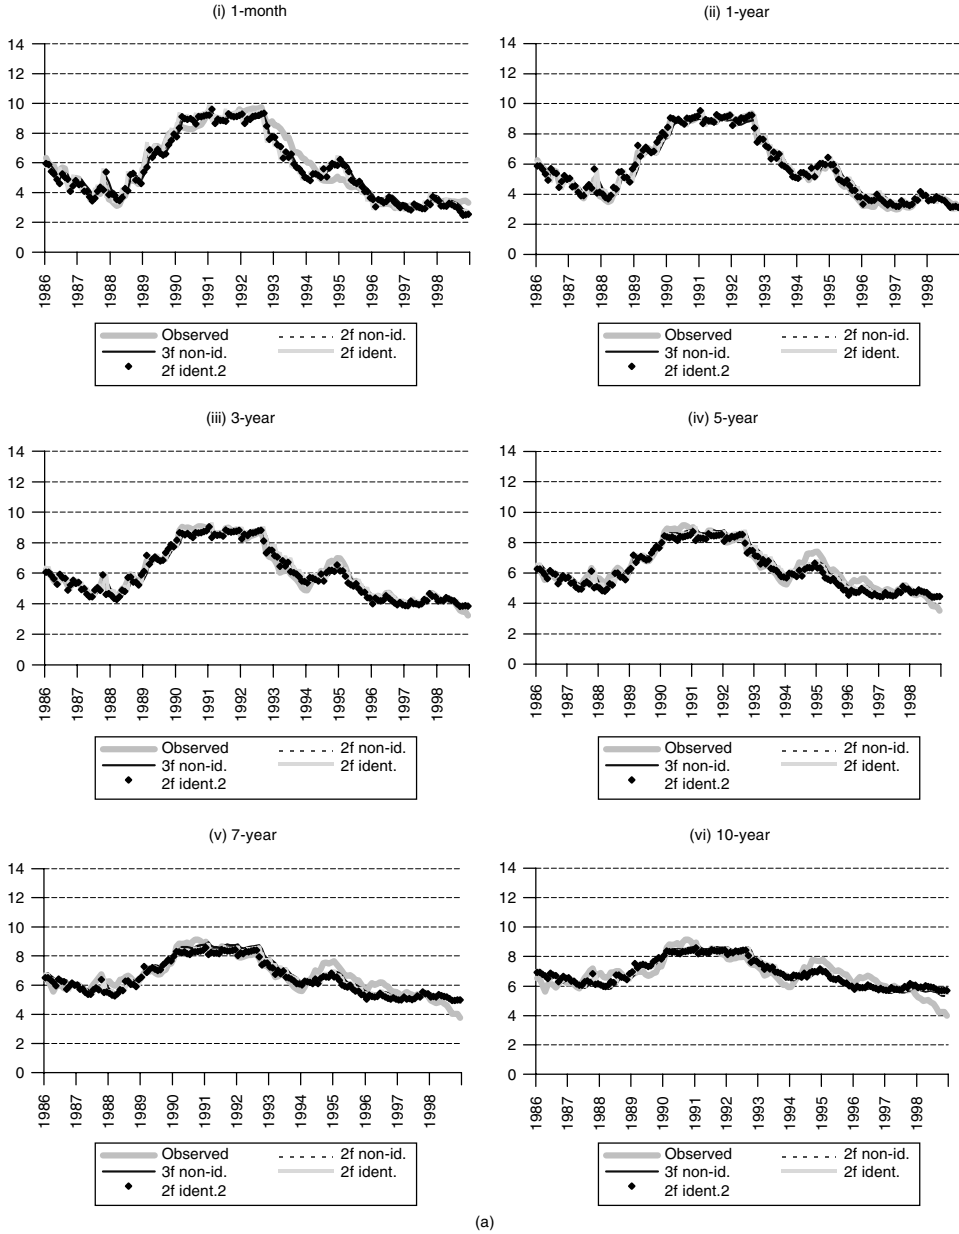 (i) 1-month
14
12
10
8
6
4
2
0
1986 1987 1988 1989 1990 1991 1992 1993 1994 1995 1996 1997 1998
Observed 2f non-id.
3f non-id. 2f ident.
2f ident.2
(ii) 1-year
14
12
10
8
6
4
2
0
1986 1987 1988 1989 1990 1991 1992 1993 1994 1995 1996 1997 1998
Observed 2f non-id.
3f non-id. 2f ident.
2f ident.2
(iii) 3-year
14
12
10
8
6
4
2
0
1986 1987 1988 1989 1990 1991 1992 1993 1994 1995 1996 1997 1998
Observed 2f non-id.
3f non-id. 2f ident.
2f ident.2
(iv) 5-year
14
12
10
8
6
4
2
0
1986 1987 1988 1989 1990 1991 1992 1993 1994 1995 1996 1997 1998
Observed 2f non-id.
3f non-id. 2f ident.
2f ident.2
(v) 7-year
14
12
10
8
6
4
2
0
1986 1987 1988 1989 1990 1991 1992 1993 1994 1995 1996 1997 1998
Observed 2f non-id.
3f non-id. 2f ident.
2f ident.2
(vi) 10-year
14
12
10
8
6
4
2
0
1986 1987 1988 1989 1990 1991 1992 1993 1994 1995 1996 1997 1998
Observed 2f non-id.
3f non-id. 2f ident.
2f ident.2
(a)